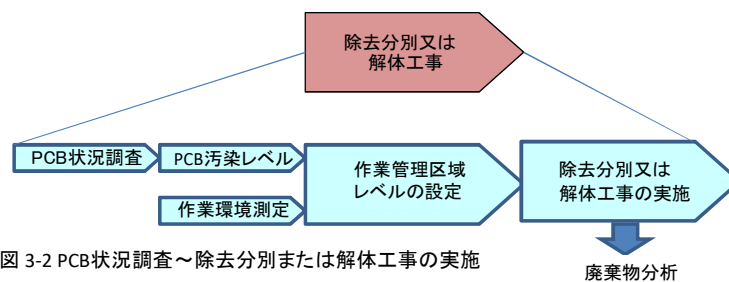 除去分別又は
解体工事
PCB状況調査
PCB汚染レベル
作業環境測定
作業管理区域
レベルの設定
除去分別又は
解体工事の実施
図 3-2 PCB状況調査～除去分別または解体工事の実施
廃棄物分析